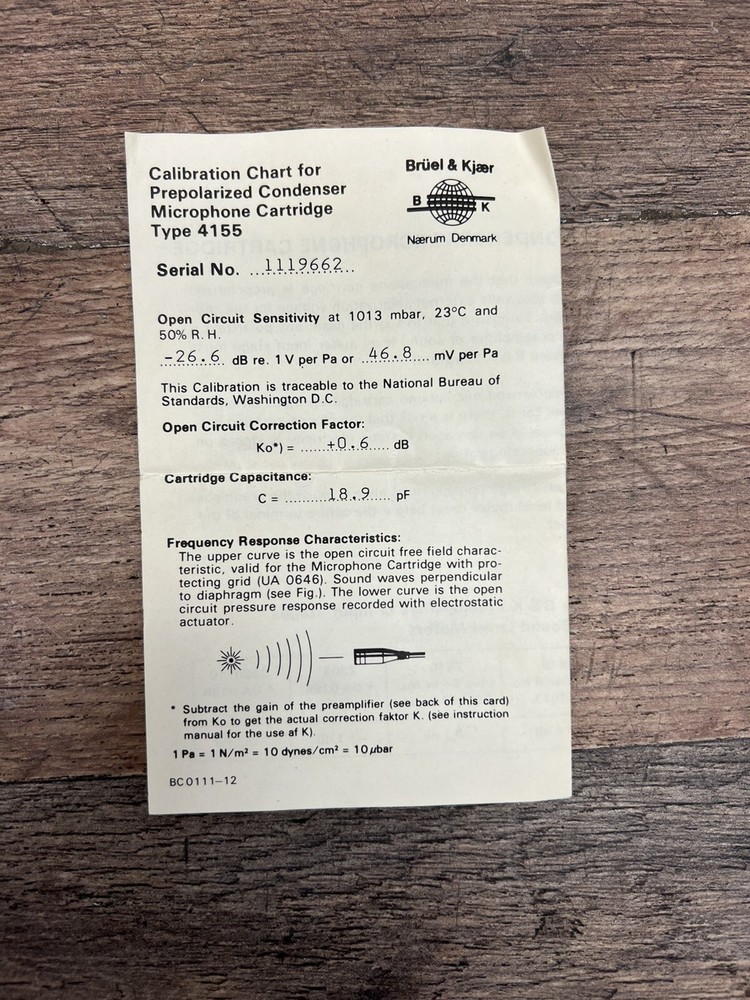 Calibration Chart for
Prepolarized Condenser
Microphone Cartridge
Type 4155
Brüel & Kjær
B K
Nærum Denmark
Serial No. ...1119662...
Open Circuit Sensitivity at 1013 mbar, 23°C and
50% R. H.
-26.6 dB re. 1 V per Pa or 46.8 mV per Pa
This Calibration is traceable to the National Bureau of
Standards, Washington D.C.
Open Circuit Correction Factor:
Ko*) = ......+0.6..... dB
Cartridge Capacitance:
C = ..........18.9..... pF
Frequency Response Characteristics:
The upper curve is the open circuit free field charac-
teristic, valid for the Microphone Cartridge with pro-
tecting grid (UA 0646). Sound waves perpendicular
to diaphragm (see Fig.). The lower curve is the open
circuit pressure response recorded with electrostatic
actuator.
* Subtract the gain of the preamplifier (see back of this card)
from Ko to get the actual correction faktor K. (see instruction
manual for the use af K).
1 Pa = 1 N/m² = 10 dynes/cm² = 10 μbar
BC0111-12